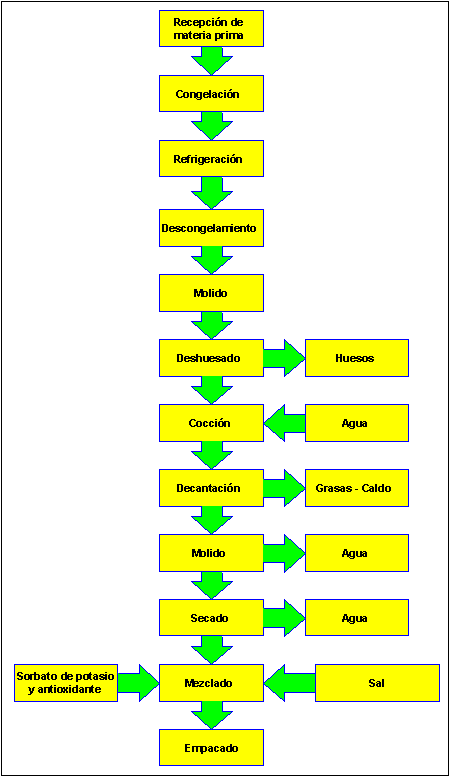 Recepción de
materia prima
Congelación
Refrigeración
Descongelamiento
Molido
Deshuesado
Huesos
Cocción
Agua
Decantación
Grasas - Caldo
Molido
Agua
Secado
Agua
Sorbato de potasio
y antioxidante
Mezclado
Sal
Empacado